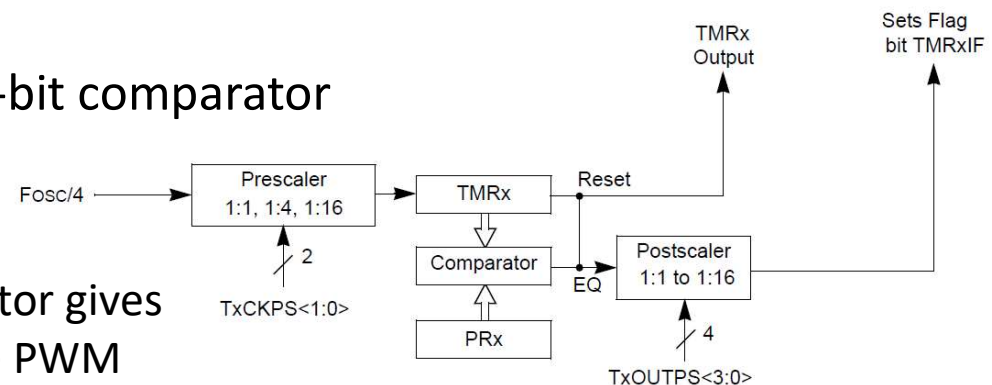 -bit comparator
tor gives
PWM
TMRx
Output
Sets Flag
bit TMRxIF
Fosc/4
Prescaler
1:1, 1:4, 1:16
2
TxCKPS<1:0>
TMRx
Reset
Comparator
EQ
PRx
Postscaler
1:1 to 1:16
4
TxOUTPS<3:0>